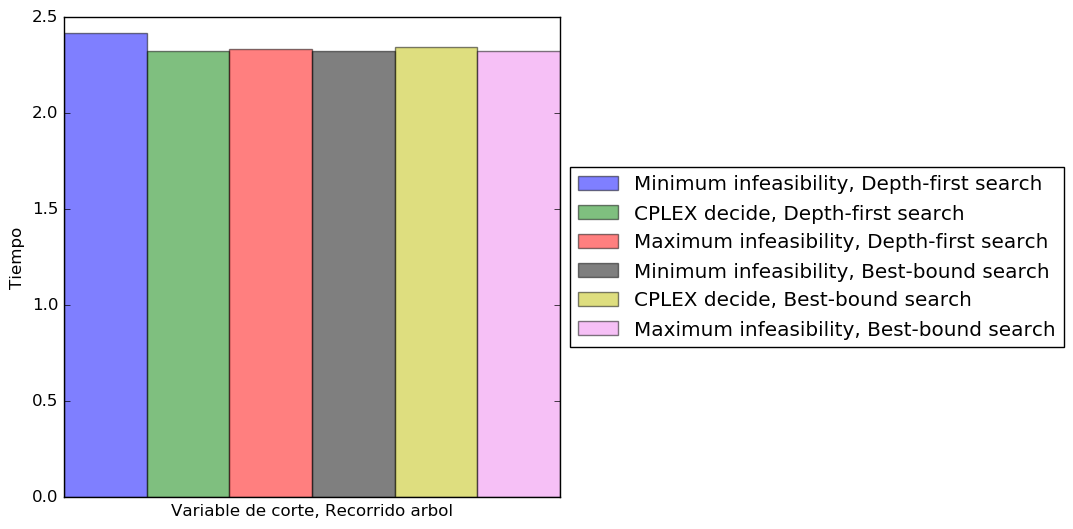 2.5
2.0
1.5
1.0
0.5
0.0
Tiempo
Variable de corte, Recorrido arbol
Minimum infeasibility, Depth-first search
CPLEX decide, Depth-first search
Maximum infeasibility, Depth-first search
Minimum infeasibility, Best-bound search
CPLEX decide, Best-bound search
Maximum infeasibility, Best-bound search